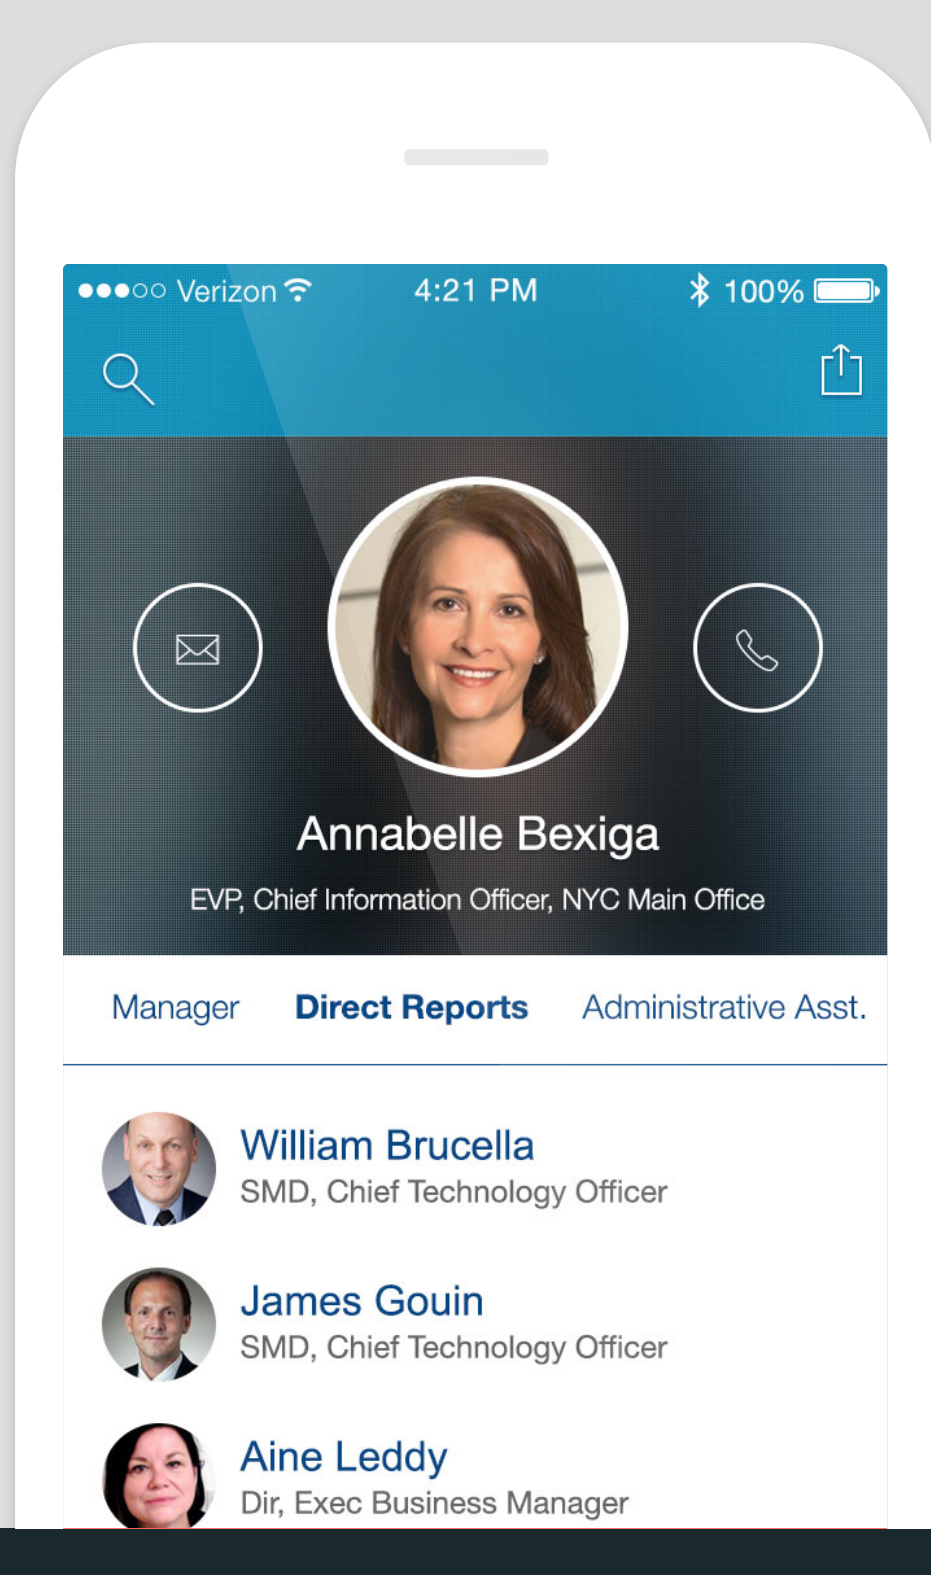 Verizon 4:21 PM 100%
Annabelle Bexiga
EVP, Chief Information Officer, NYC Main Office
Manager Direct Reports Administrative Asst.
William Brucella
SMD, Chief Technology Officer
James Gouin
SMD, Chief Technology Officer
Aine Leddy
Dir, Exec Business Manager